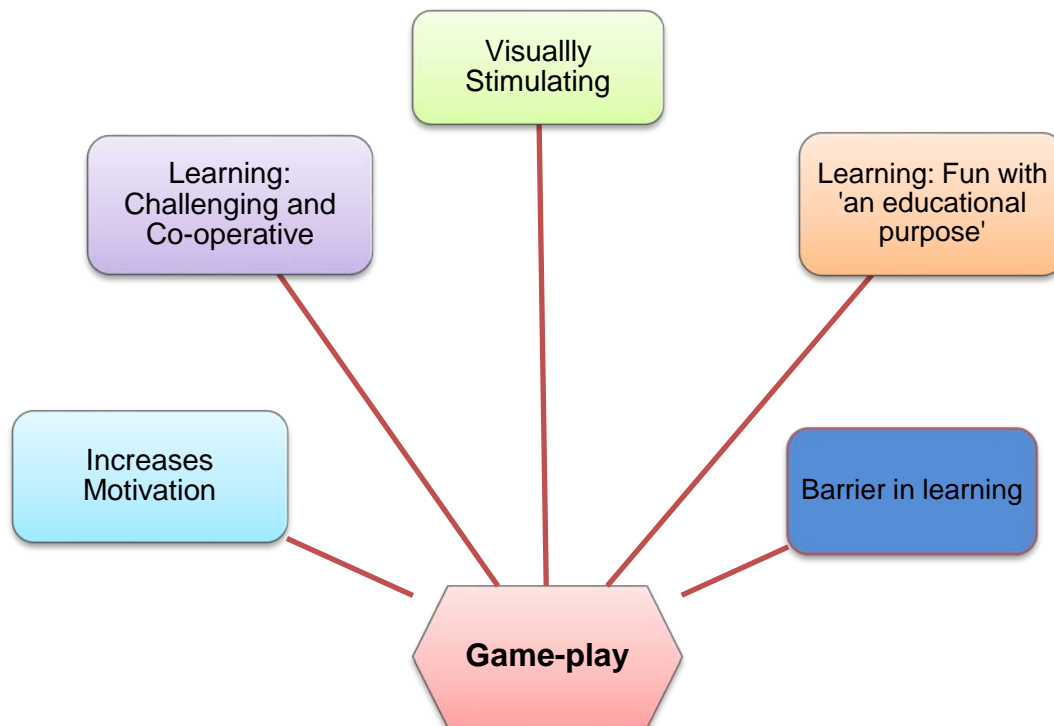 Visuallly
Stimulating
Learning:
Challenging and
Co-operative
Learning: Fun with
'an educational
purpose'
Increases
Motivation
Barrier in learning
Game-play